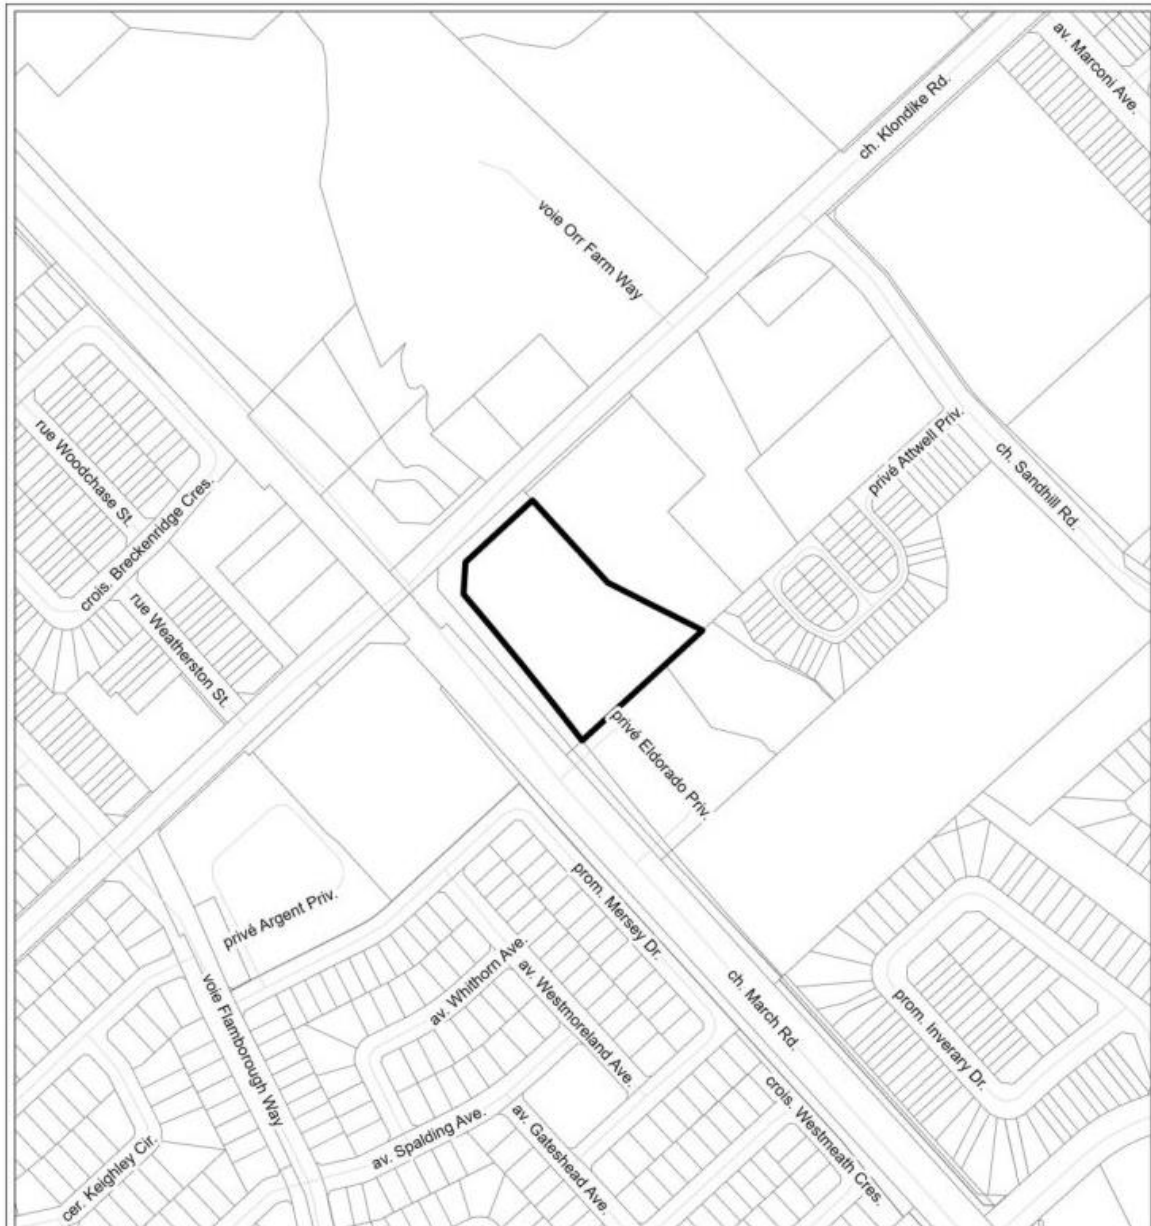 av. Marconi Ave.
ch. Klondike Rd.
voie Orr Farm Way
privé Attwell Priv.
ch. Sandhill Rd.
rue Woodchase St.
crois. Breckenridge Cres.
rue Weatherston St.
privé Eldorado Priv.
prom. Mersey Dr.
privé Argent Priv.
av. Whithorn Ave.
av. Westmoreland Ave.
ch. March Rd.
prom. Inverary Dr.
voie Flamborough Way
av. Spalding Ave.
av. Gateshead Ave.
crois. Westmeath Cres.
cer. Keighley Cir.